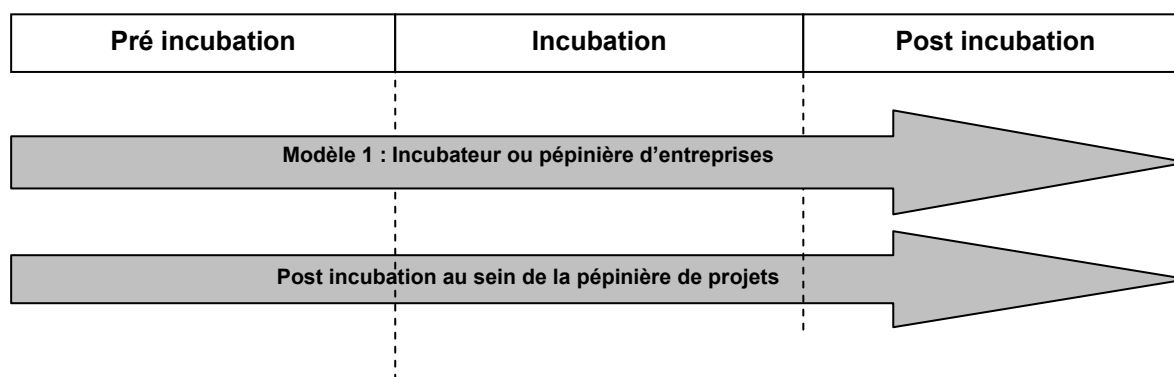 Pré incubation
Incubation
Post incubation
Modèle 1 : Incubateur ou pépinière d’entreprises
Post incubation au sein de la pépinière de projets